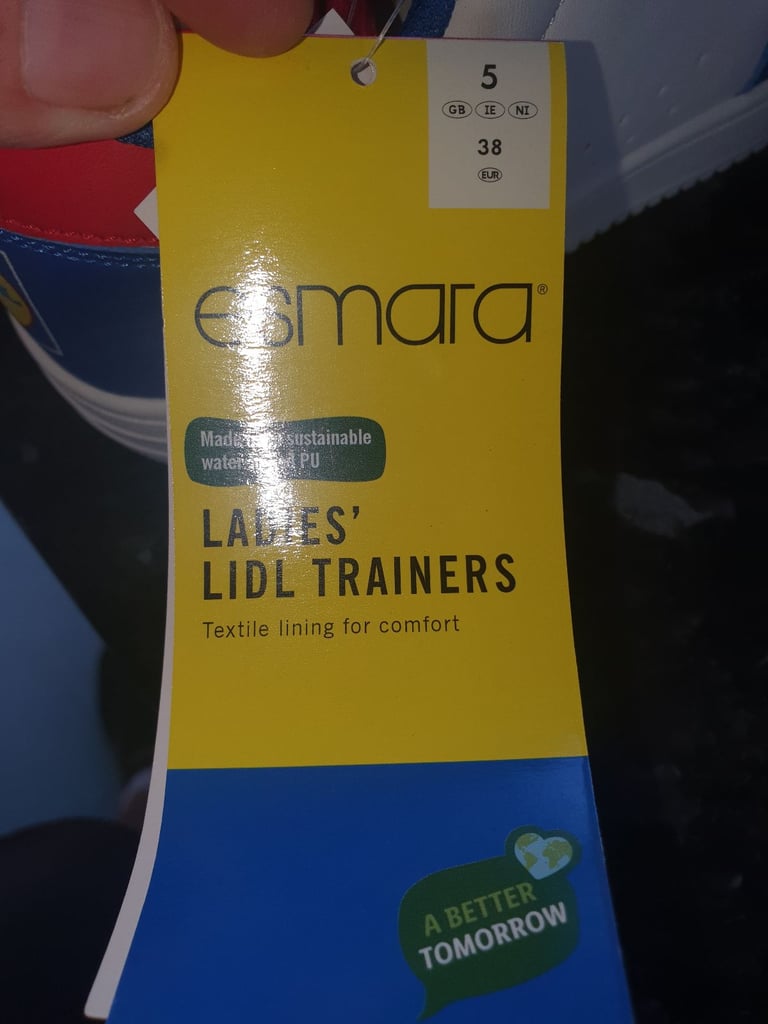 5
GB IE NI
38
EUR
esmara®
Made sustainable
PU
LADIES'
LIDL TRAINERS
Textile lining for comfort
A BETTER
TOMORROW